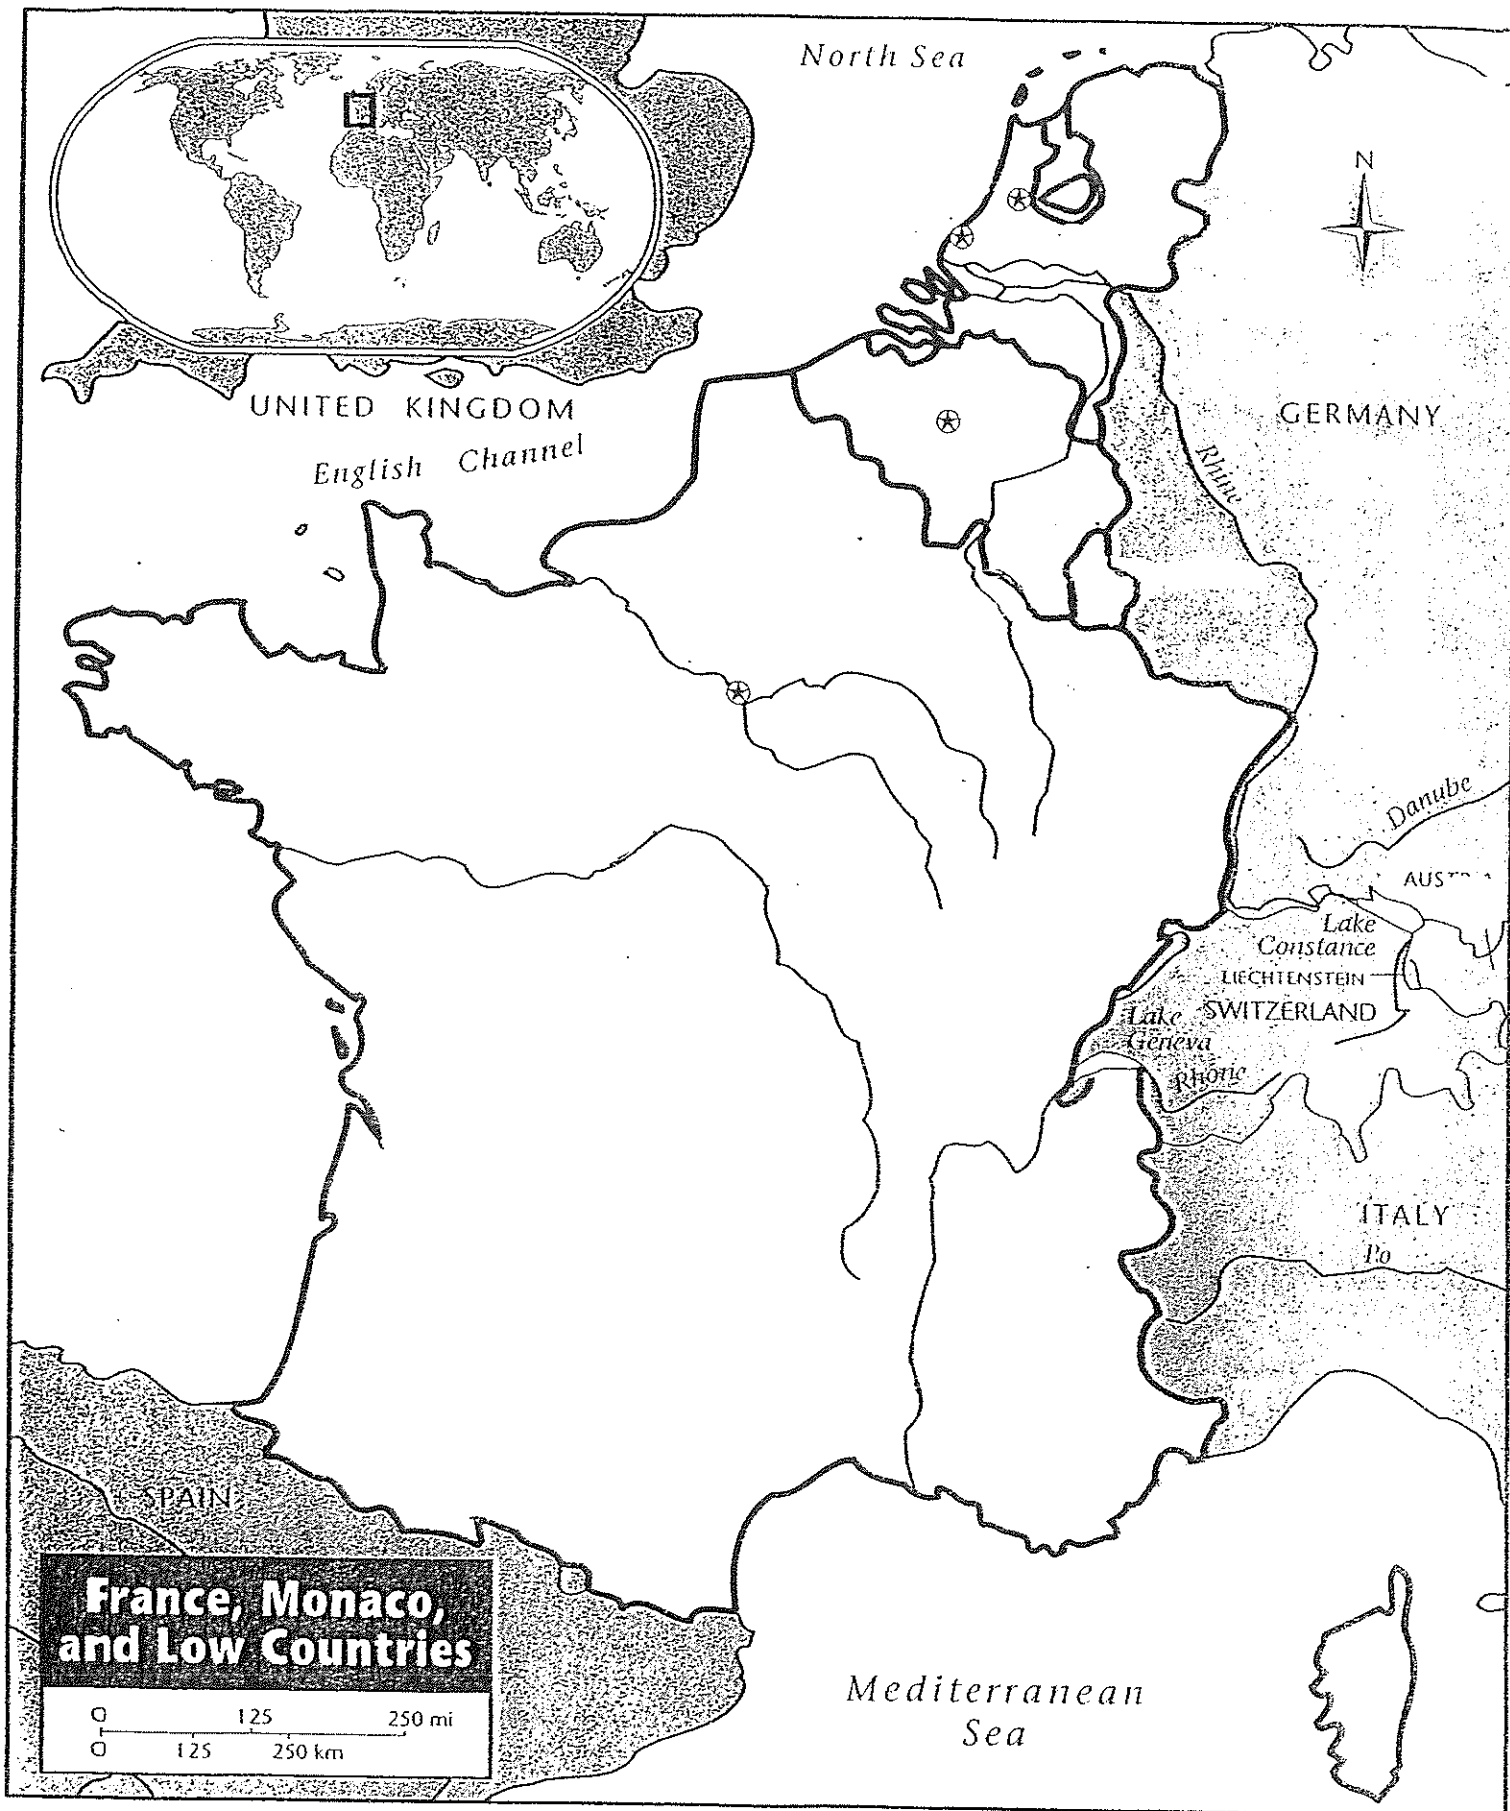 North Sea
N
UNITED KINGDOM
English Channel
GERMANY
Rhine
Danube
Lake
Constance
LIECHTENSTEIN
SWITZERLAND
Lake
Geneva
Rhône
ITALY
Po
SPAIN
France, Monaco,
and Low Countries
0 125 250 mi
0 125 250 km
Mediterranean
Sea